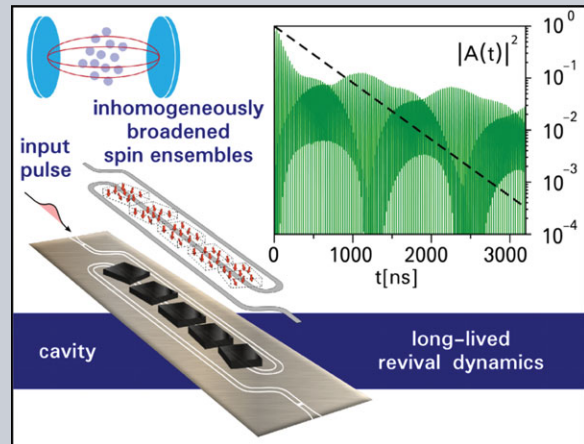 inhomogeneously
broadened
spin ensembles
input
pulse
cavity
|A(t)|²
10⁰
10⁻¹
10⁻²
10⁻³
10⁻⁴
0 1000 2000 3000
t[ns]
long-lived
revival dynamics